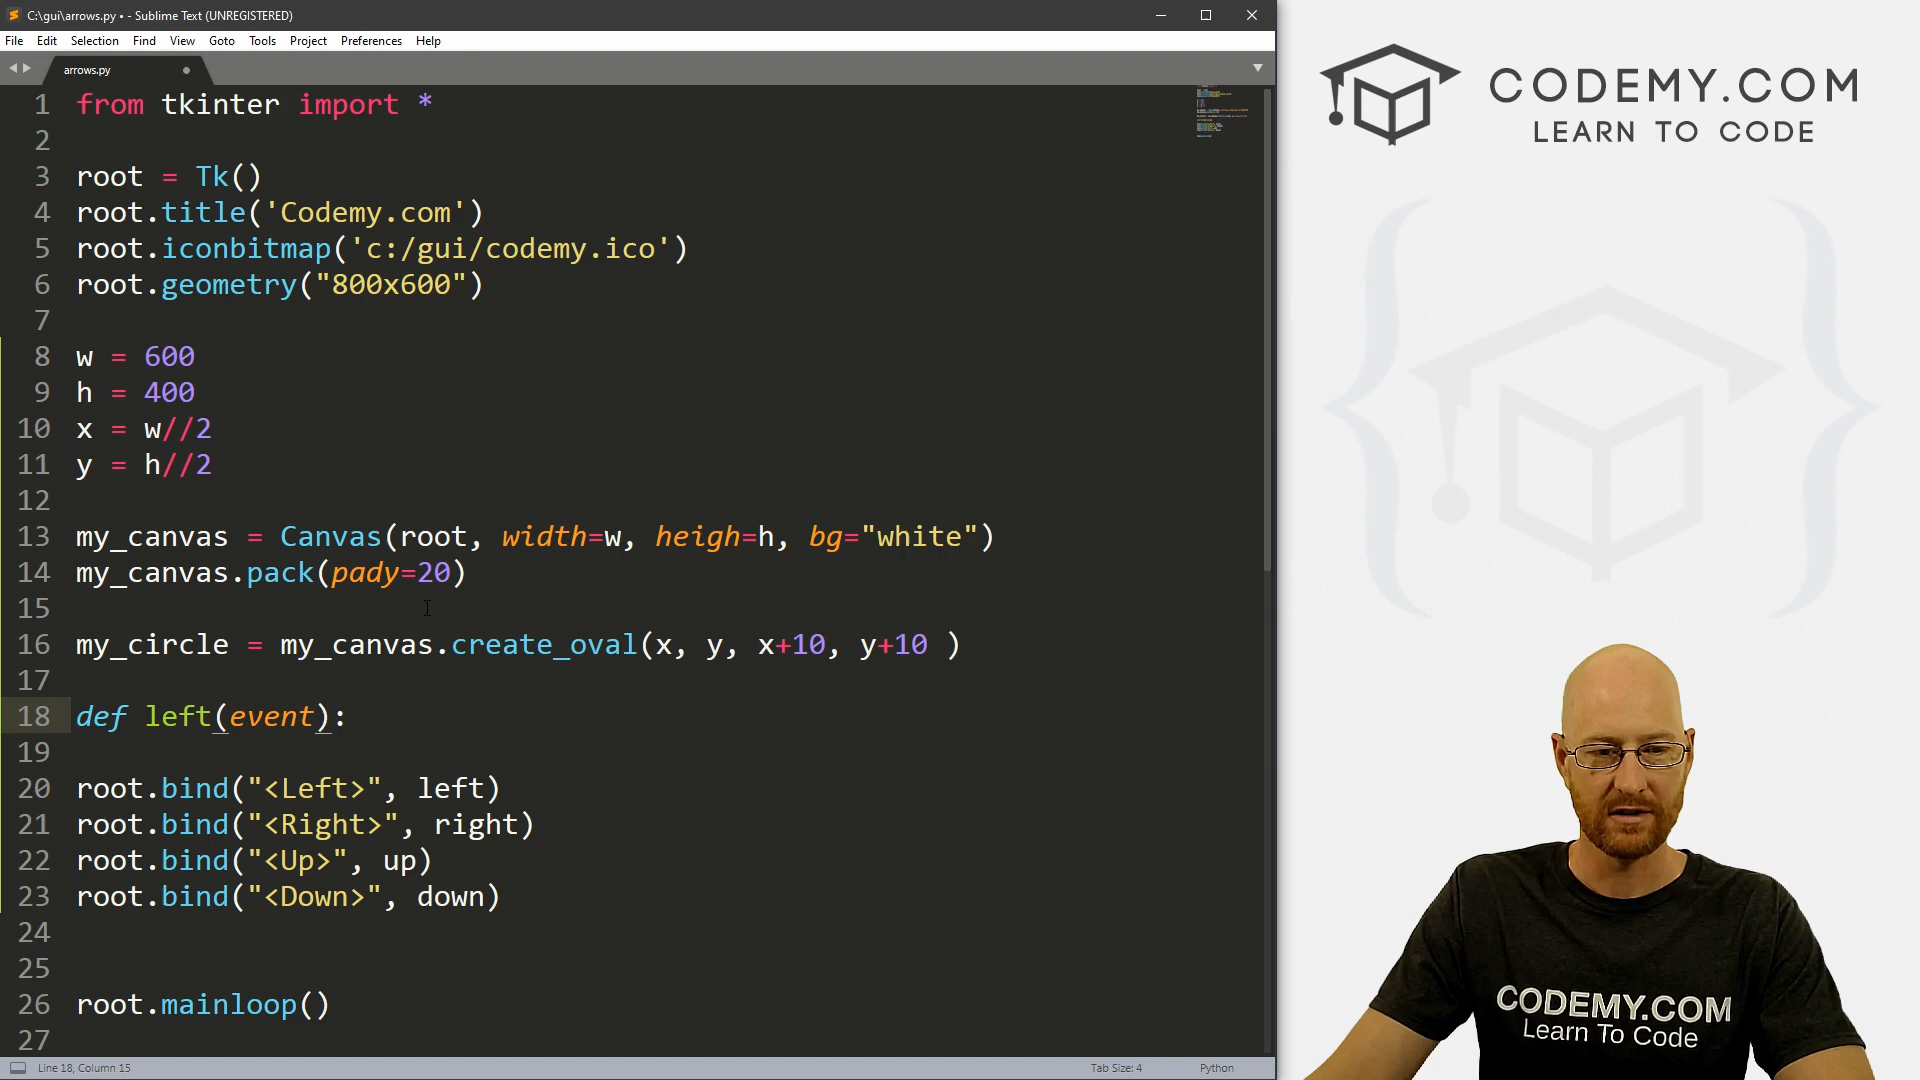 C:\gui\arrows.py • - Sublime Text (UNREGISTERED)
File Edit Selection Find View Goto Tools Project Preferences Help
arrows.py
1 from tkinter import *
2
3 root = Tk()
4 root.title('Codemy.com')
5 root.iconbitmap('c:/gui/codemy.ico')
6 root.geometry("800x600")
7
8 w = 600
9 h = 400
10 x = w//2
11 y = h//2
12
13 my_canvas = Canvas(root, width=w, heigh=h, bg="white")
14 my_canvas.pack(pady=20)
15
16 my_circle = my_canvas.create_oval(x, y, x+10, y+10 )
17
18 def left(event):
19
20 root.bind("<Left>", left)
21 root.bind("<Right>", right)
22 root.bind("<Up>", up)
23 root.bind("<Down>", down)
24
25
26 root.mainloop()
27
Line 18, Column 15
Tab Size: 4
Python
CODEMY.COM
LEARN TO CODE
CODEMY.COM
Learn To Code